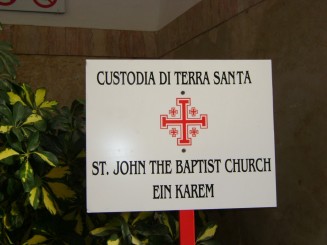 CUSTODIA DI TERRA SANTA
ST. JOHN THE BAPTIST CHURCH
EIN KAREM